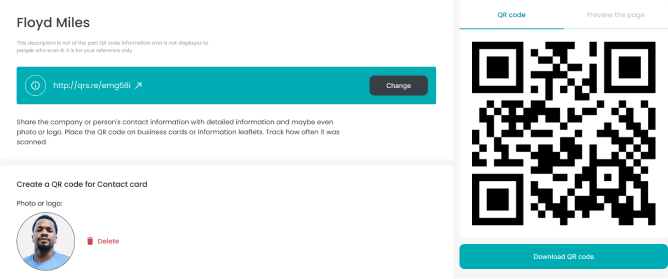 Floyd Miles
This description is not of the part QR code information and is not displayes to
people who scan it, it is for your reference only
http://qrs.re/emg58i
Change
Share the company or person's contact information with detailed information and maybe even
photo or logo. Place the QR code on business cards or information leaflets. Track how often it was
scanned
Create a QR code for Contact card
Photo or logo:
Delete
QR code
Preview the page
Download QR code